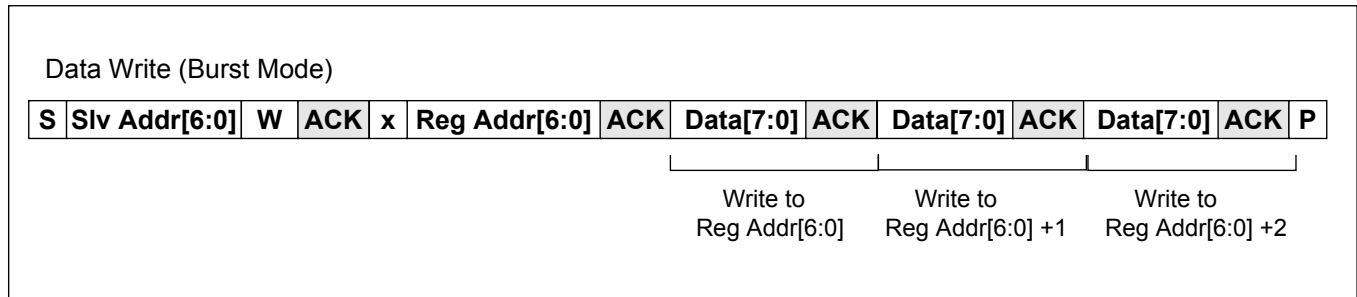 Data Write (Burst Mode)
S Slv Addr[6:0] W ACK x Reg Addr[6:0] ACK Data[7:0] ACK Data[7:0] ACK Data[7:0] ACK P
Write to Write to Write to
Reg Addr[6:0] Reg Addr[6:0] +1 Reg Addr[6:0] +2